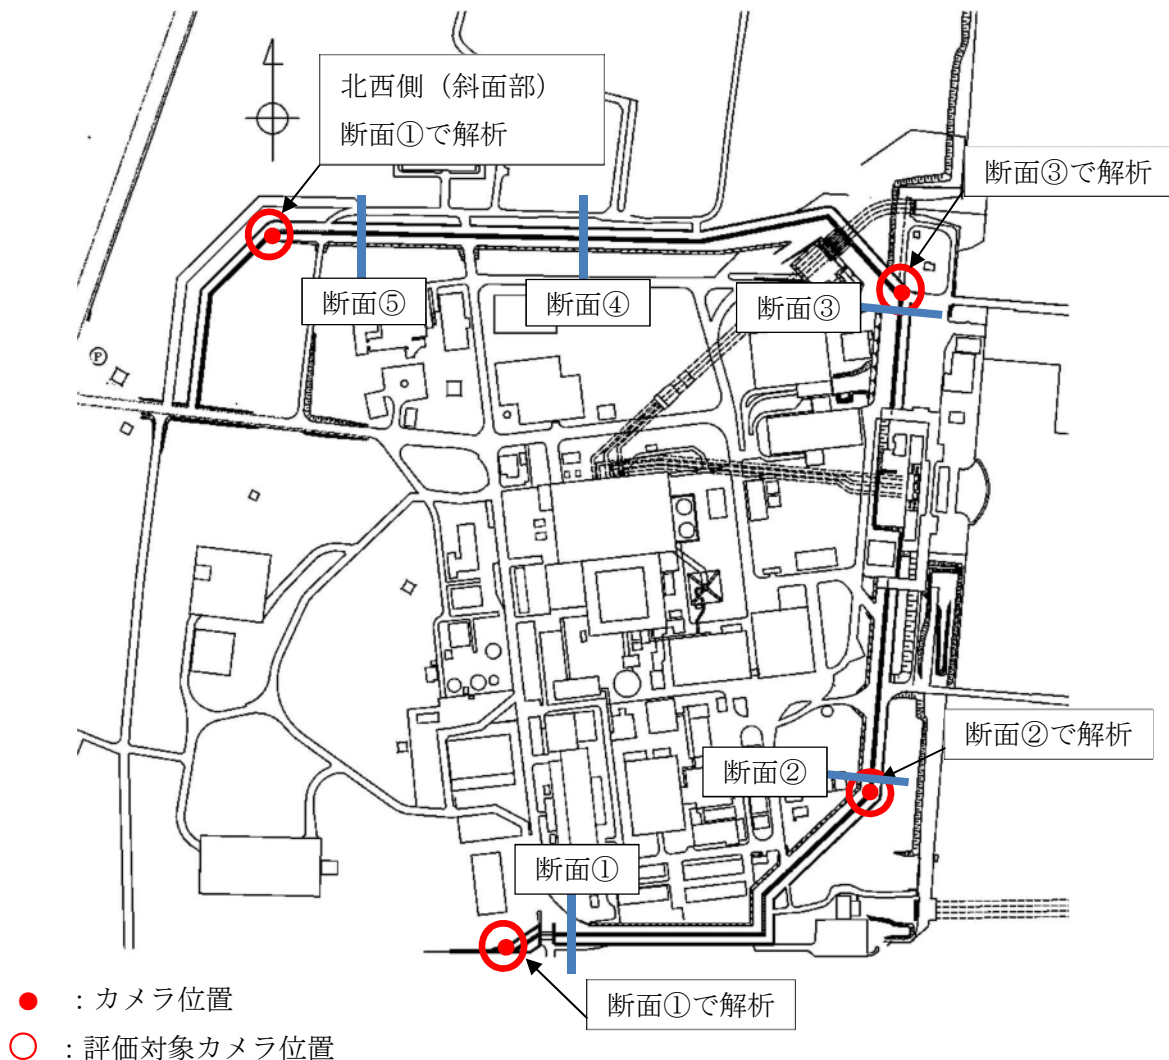 北西側（斜面部）
断面①で解析
断面③で解析
断面⑤
断面④
断面③
P
断面②で解析
断面②
断面①
断面①で解析
：カメラ位置
：評価対象カメラ位置